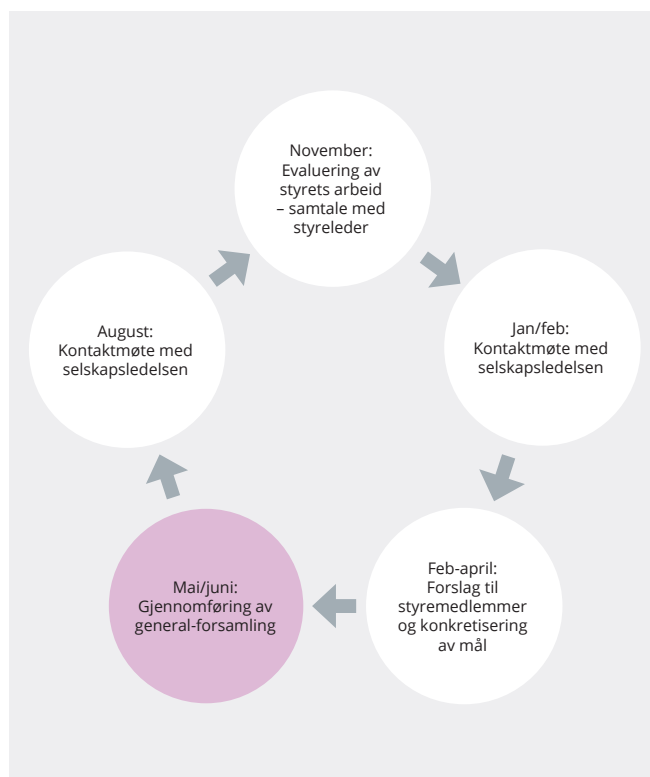 November:
Evaluering av
styrets arbeid
– samtale med
styreleder
Jan/feb:
Kontaktmøte med
selskapsledelsen
Feb-april:
Forslag til
styremedlemmer
og konkretisering
av mål
Mai/juni:
Gjennomføring av
general-forsamling
August:
Kontaktmøte med
selskapsledelsen